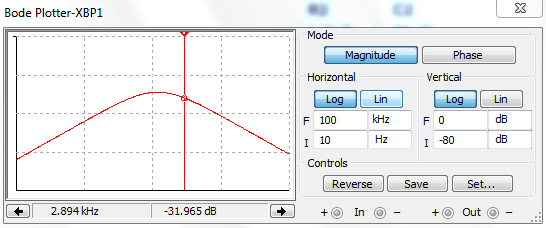 Bode Plotter-XBP1
Mode
Magnitude Phase
Horizontal Vertical
Log Lin Log Lin
F 100 kHz F 0 dB
I 10 Hz I -80 dB
Controls
Reverse Save Set...
2.894 kHz -31.965 dB
+ In − + Out −